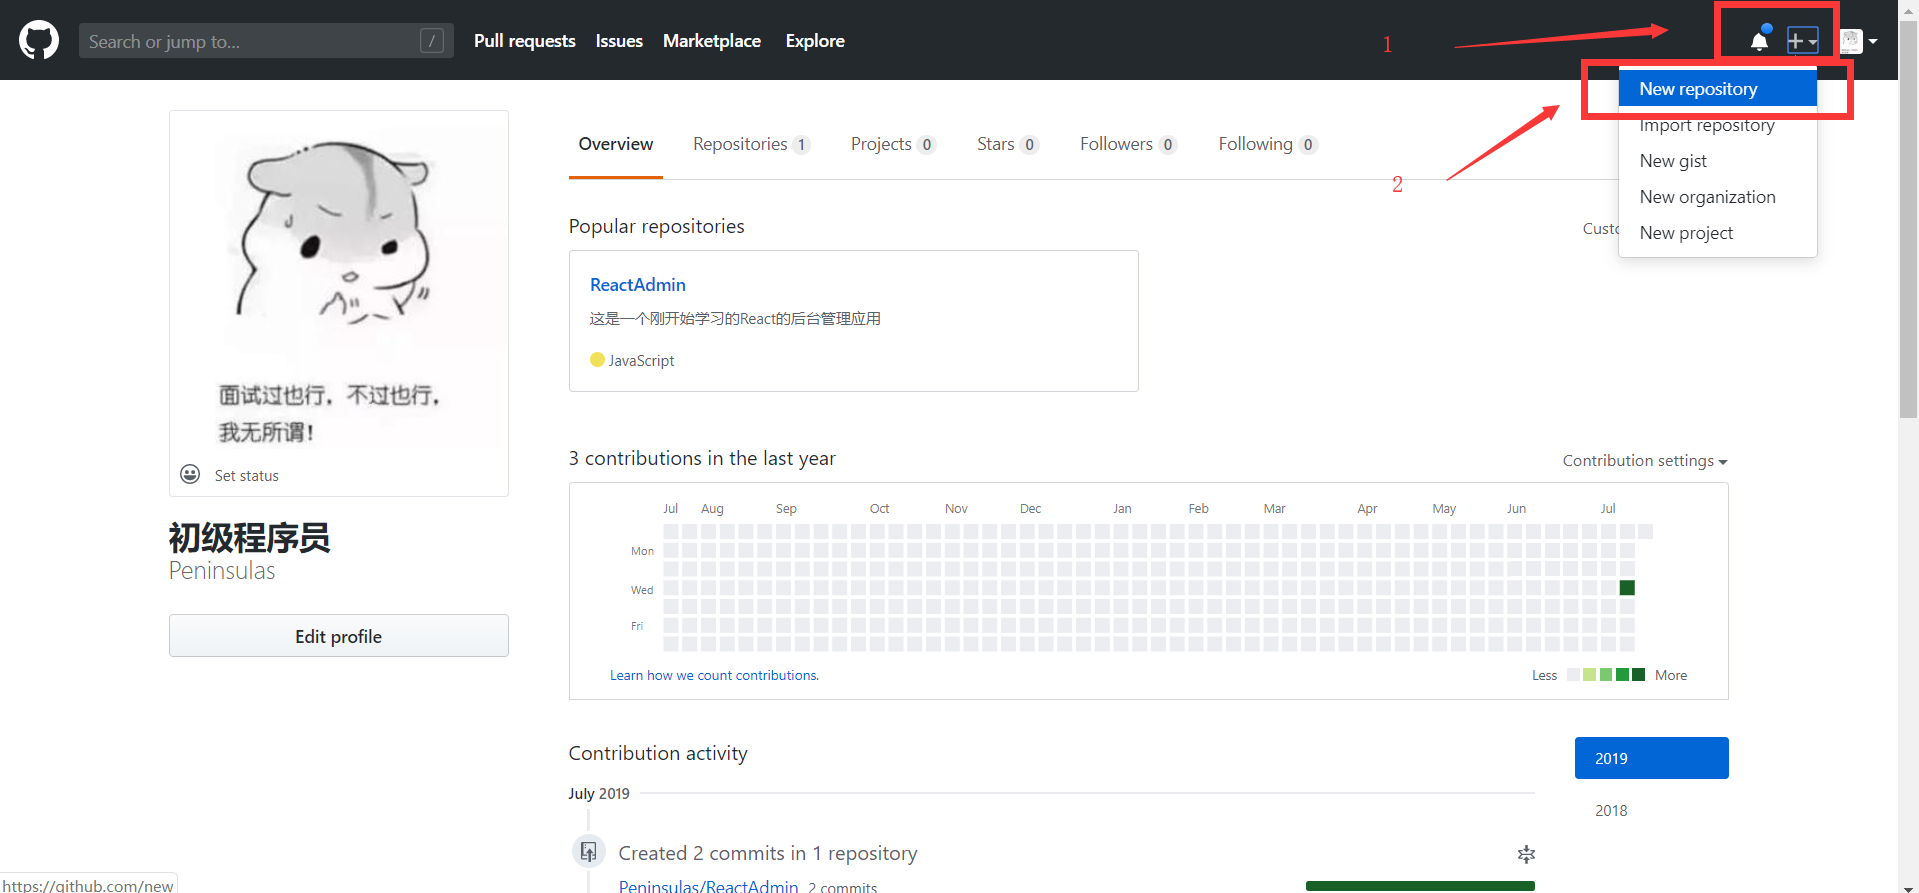 Search or jump to... / Pull requests Issues Marketplace Explore 1
New repository
Import repository
New gist
New organization
New project
2
Overview Repositories 1 Projects 0 Stars 0 Followers 0 Following 0
面试过也行，不过也行，
我无所谓！
Set status
初级程序员
Peninsulas
Edit profile
Popular repositories Custo
ReactAdmin
这是一个刚开始学习的React的后台管理应用
JavaScript
3 contributions in the last year Contribution settings
Jul Aug Sep Oct Nov Dec Jan Feb Mar Apr May Jun Jul
Mon
Wed
Fri
Learn how we count contributions. Less More
Contribution activity 2019
July 2019
2018
Created 2 commits in 1 repository
Peninsulas/ReactAdmin 2 commits
https://github.com/new